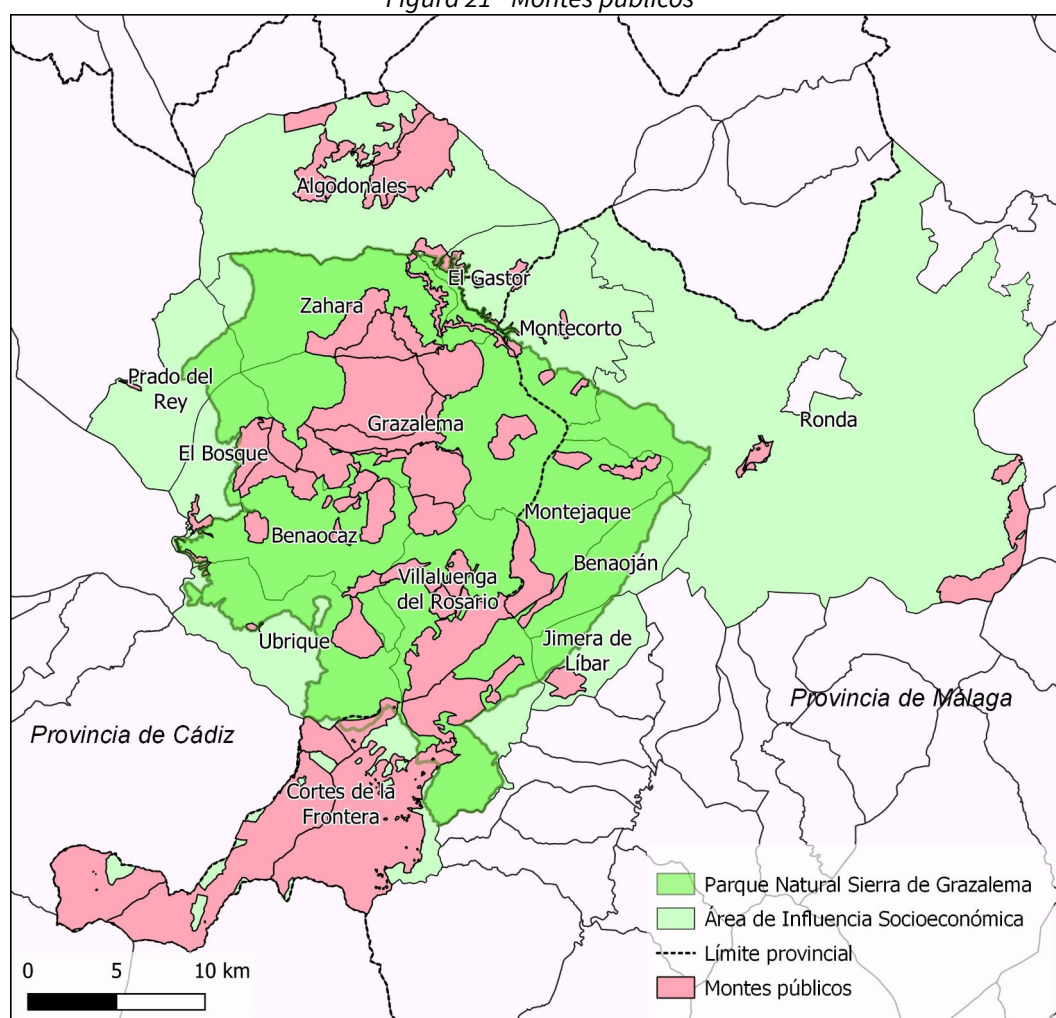 Figura 21 Montes públicos
Algodonales
El Gastor
Zahara
Montecorto
Prado del
Rey
Ronda
Grazalema
El Bosque
Montejaque
Benaocaz
Benaoján
Villaluenga
del Rosario
Ubrique
Jimera de
Líbar
Provincia de Málaga
Provincia de Cádiz
Cortes de la
Frontera
Parque Natural Sierra de Grazalema
Área de Influencia Socioeconómica
Límite provincial
Montes públicos
0 5 10 km